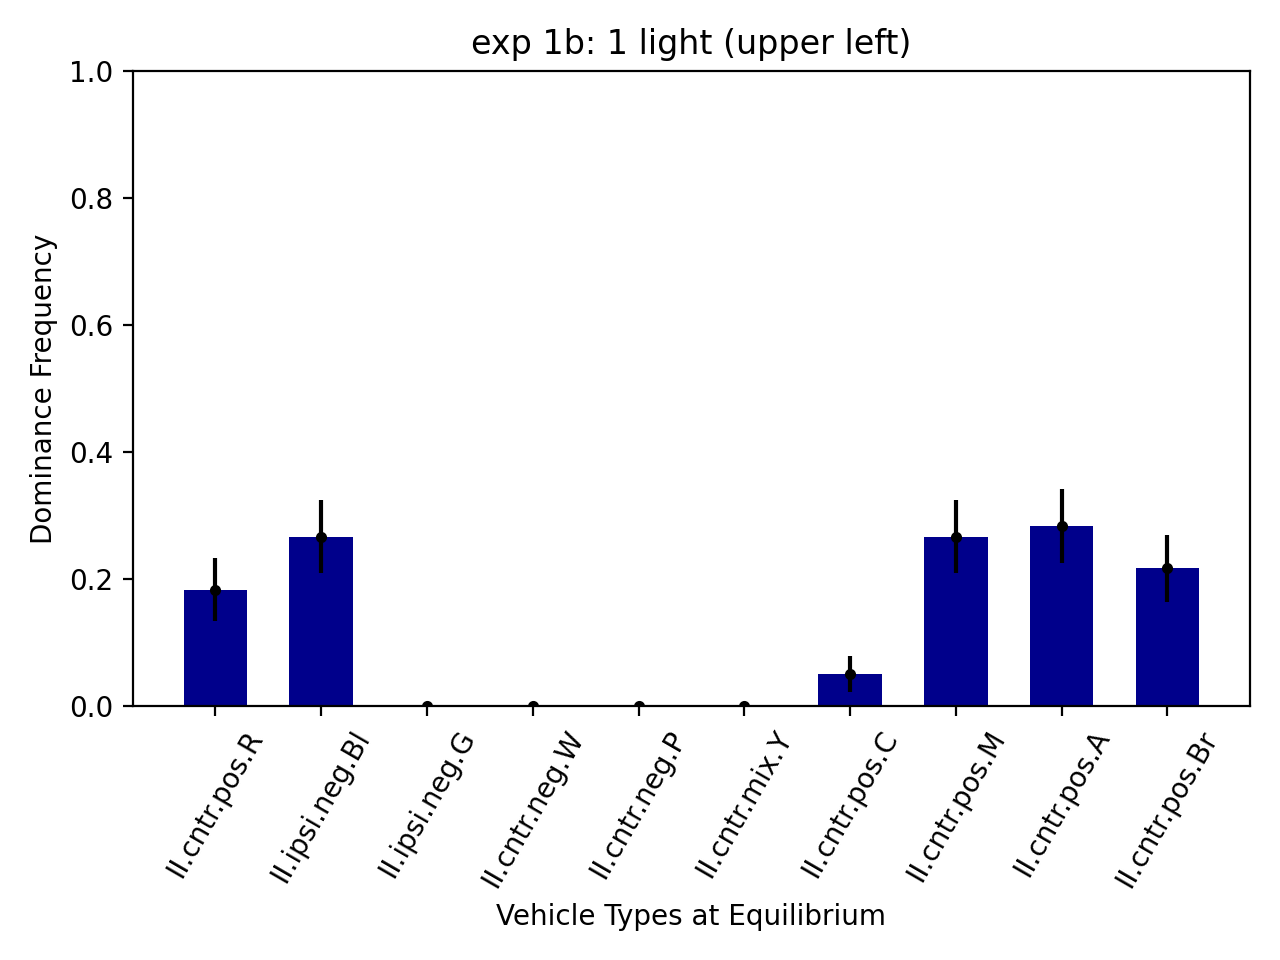 exp 1b: 1 light (upper left)
1.0
0.8
0.6
0.4
0.2
0.0
Dominance Frequency
II.cntr.pos.R
II.ipsi.neg.Bl
II.ipsi.neg.G
II.cntr.neg.W
II.cntr.neg.P
II.cntr.mix.Y
II.cntr.pos.C
II.cntr.pos.M
II.cntr.pos.A
II.cntr.pos.Br
Vehicle Types at Equilibrium